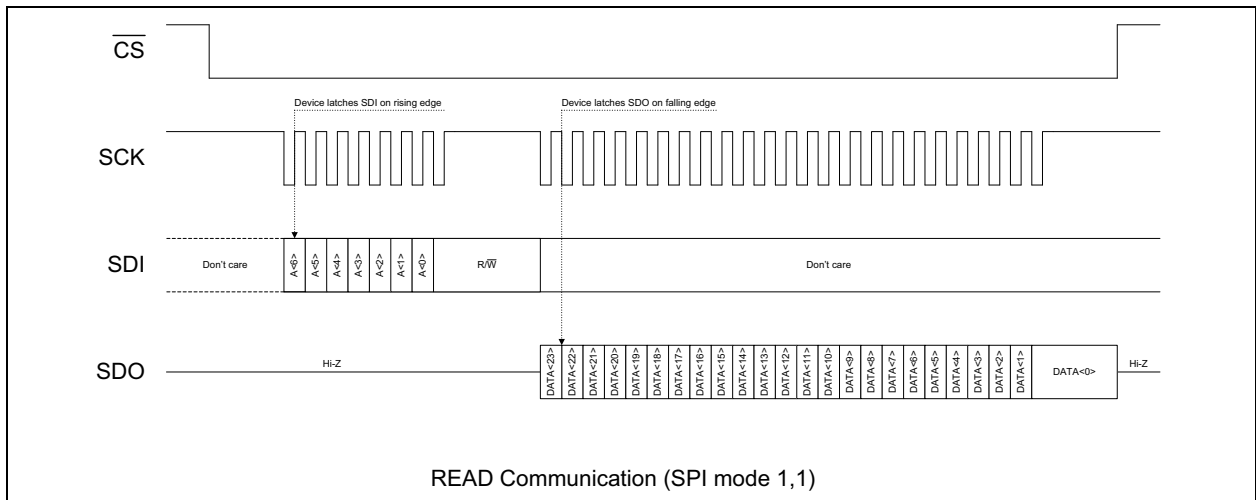 CS
Device latches SDI on rising edge
Device latches SDO on falling edge
SCK
SDI
Don't care
A<6>
A<5>
A<4>
A<3>
A<2>
A<1>
A<0>
R/W
Don't care
SDO
Hi-Z
DATA<23>
DATA<22>
DATA<21>
DATA<20>
DATA<19>
DATA<18>
DATA<17>
DATA<16>
DATA<15>
DATA<14>
DATA<13>
DATA<12>
DATA<11>
DATA<10>
DATA<9>
DATA<8>
DATA<7>
DATA<6>
DATA<5>
DATA<4>
DATA<3>
DATA<2>
DATA<1>
DATA<0>
Hi-Z
READ Communication (SPI mode 1,1)